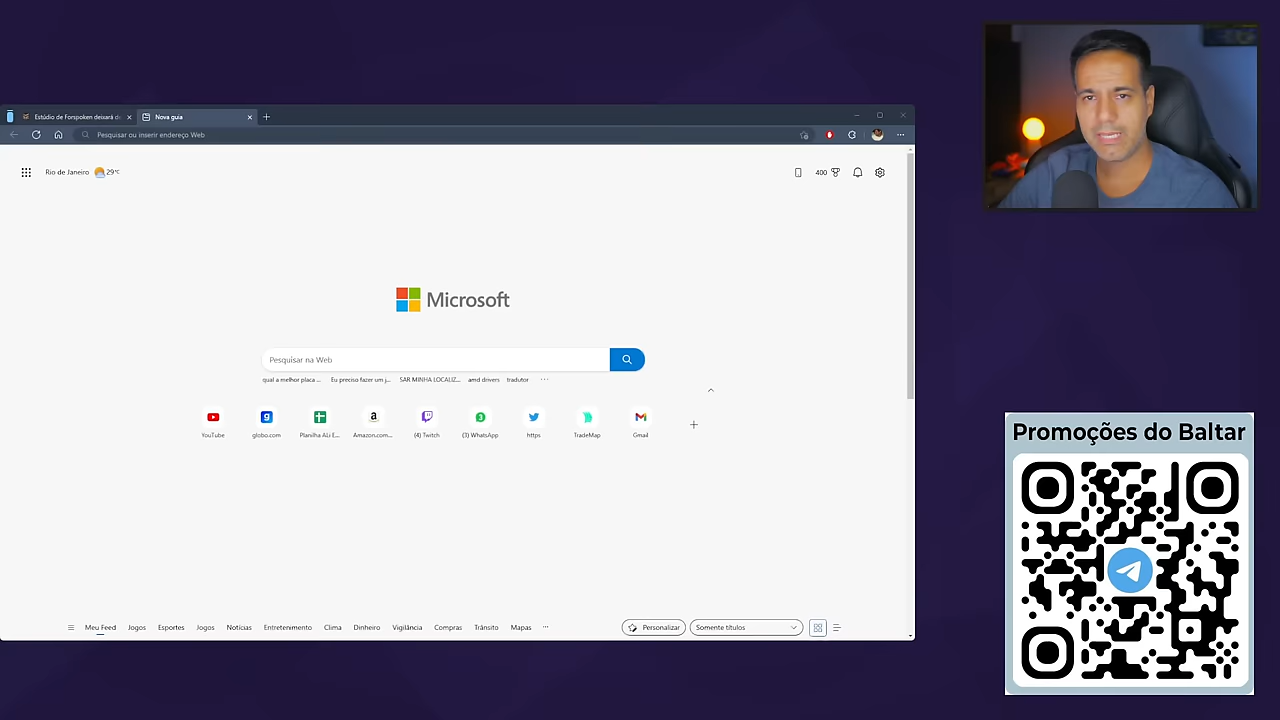 Estúdio de Forspoken deixará d
Nova guia
Pesquisar ou inserir endereço Web
Rio de Janeiro
29°C
400
Microsoft
Pesquisar na Web
qual a melhor placa ...
Eu preciso fazer um j...
SAR MINHA LOCALIZ...
amd drivers
tradutor
YouTube
globo.com
Planilha ALi E...
Amazon.com...
(4) Twitch
(3) WhatsApp
https
TradeMap
Gmail
Meu Feed
Jogos
Esportes
Jogos
Notícias
Entretenimento
Clima
Dinheiro
Vigilância
Compras
Trânsito
Mapas
Personalizar
Somente títulos
Promoções do Baltar